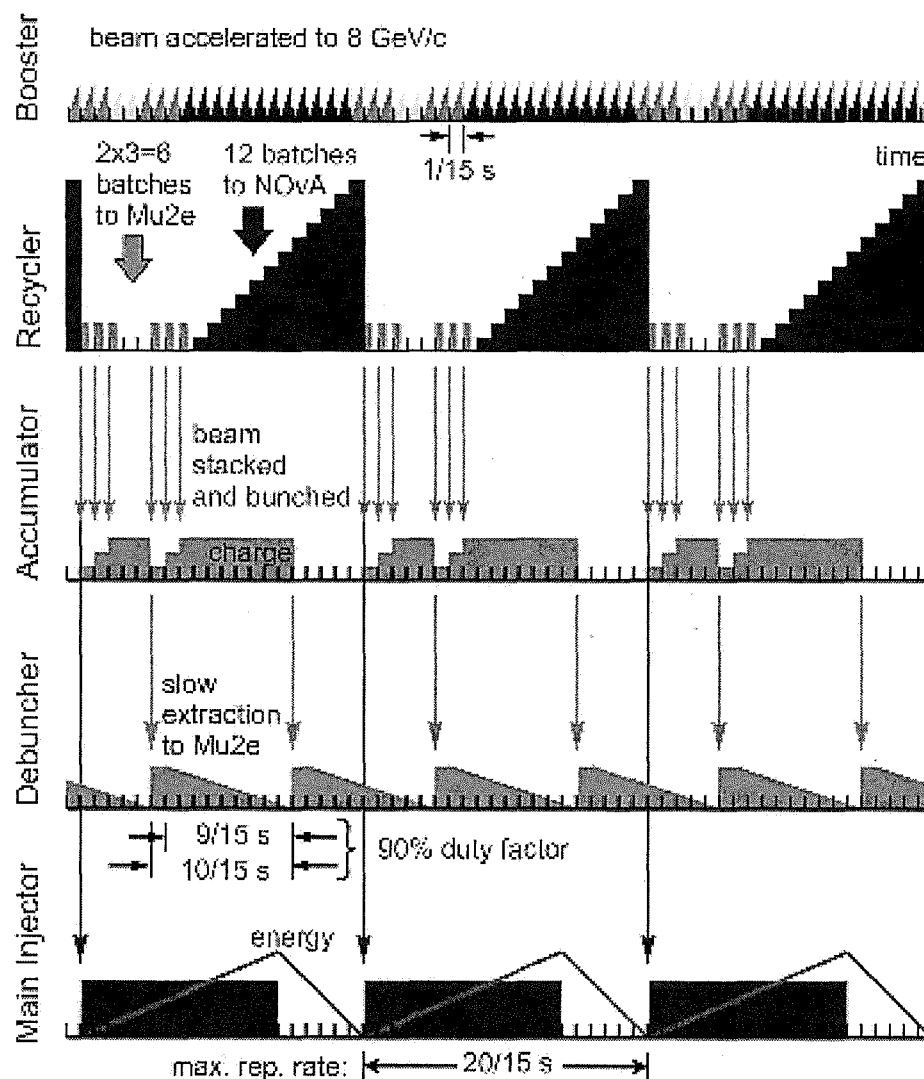 Booster
beam accelerated to 8 GeV/c
1/15 s
time
Recycler
2x3=6
batches
to Mu2e
12 batches
to NOvA
Accumulator
beam
stacked
and bunched
charge
Debuncher
slow
extraction
to Mu2e
9/15 s
10/15 s
90% duty factor
Main Injector
energy
max. rep. rate:
20/15 s